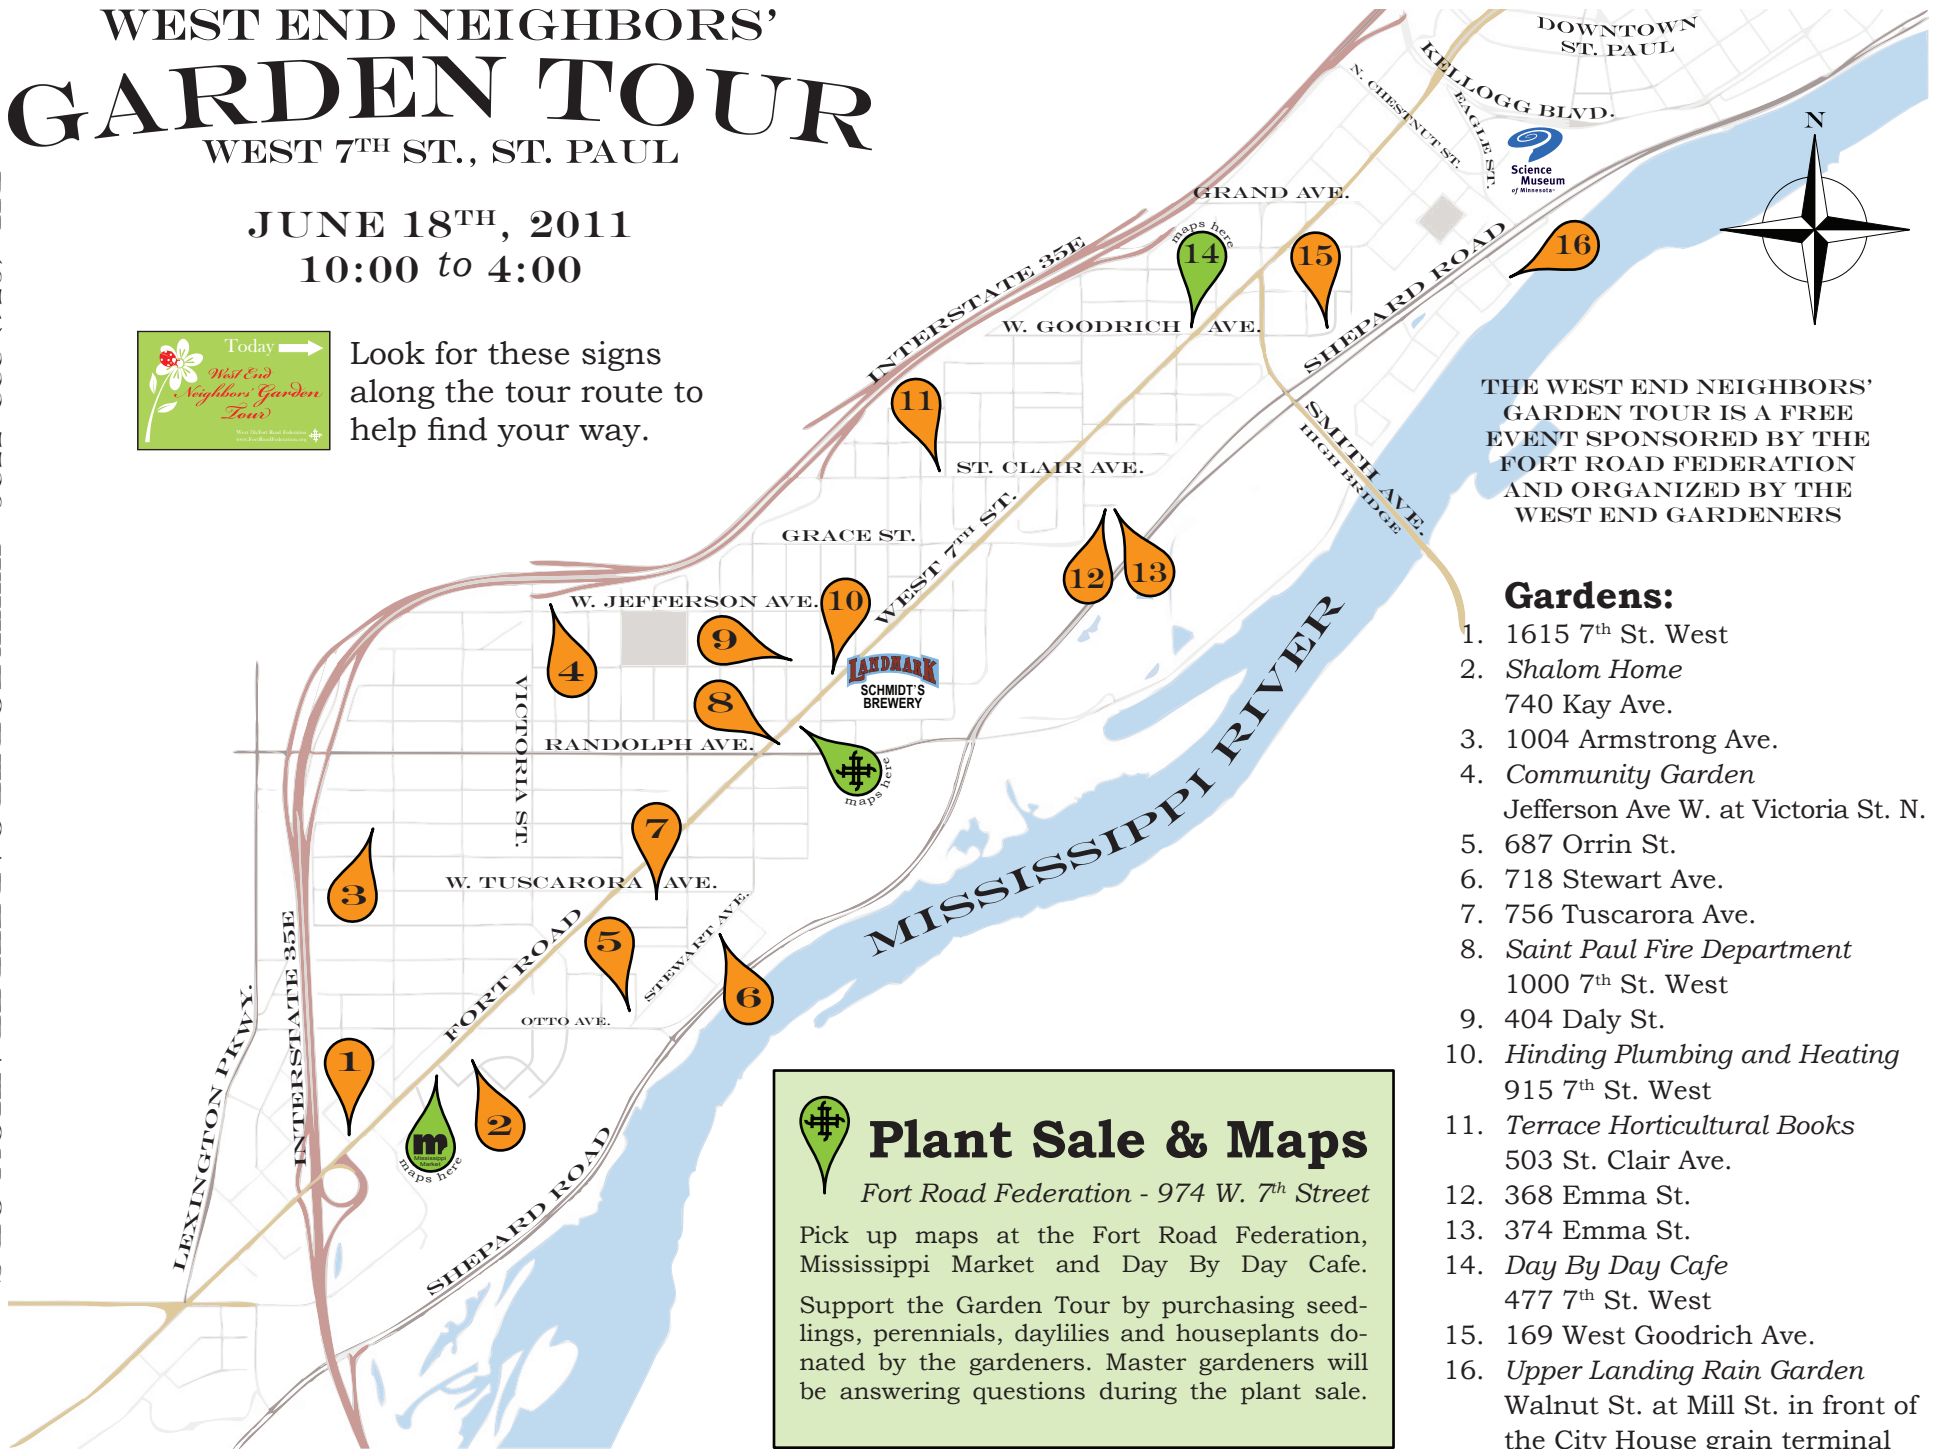 WEST END NEIGHBORS'
GARDEN TOUR
WEST 7TH ST., ST. PAUL
JUNE 18TH, 2011
10:00 to 4:00
Today
West End
Neighbors' Garden
Tour
Look for these signs
along the tour route to
help find your way.
DOWNTOWN
ST. PAUL
KELLOGG BLVD.
N. CHESTNUT ST.
EAGLE ST.
Science
Museum
of Minnesota
N
GRAND AVE.
maps here
14
15
16
INTERSTATE 35E
W. GOODRICH AVE.
SHEPARD ROAD
11
ST. CLAIR AVE.
SMITH AVE.
HIGH BRIDGE
GRACE ST.
WEST 7TH ST.
12
13
W. JEFFERSON AVE.
10
9
4
8
LANDMARK
SCHMIDT'S
BREWERY
VICTORIA ST.
RANDOLPH AVE.
maps here
MISSISSIPPI RIVER
7
3
W. TUSCARORA AVE.
STEWART AVE.
5
6
FORT ROAD
OTTO AVE.
INTERSTATE 35E
LEXINGTON PKWY.
1
2
m
Mississippi
Market
maps here
SHEPARD ROAD
THE WEST END NEIGHBORS'
GARDEN TOUR IS A FREE
EVENT SPONSORED BY THE
FORT ROAD FEDERATION
AND ORGANIZED BY THE
WEST END GARDENERS
Gardens:
1. 1615 7th St. West
2. Shalom Home
740 Kay Ave.
3. 1004 Armstrong Ave.
4. Community Garden
Jefferson Ave W. at Victoria St. N.
5. 687 Orrin St.
6. 718 Stewart Ave.
7. 756 Tuscarora Ave.
8. Saint Paul Fire Department
1000 7th St. West
9. 404 Daly St.
10. Hinding Plumbing and Heating
915 7th St. West
11. Terrace Horticultural Books
503 St. Clair Ave.
12. 368 Emma St.
13. 374 Emma St.
14. Day By Day Cafe
477 7th St. West
15. 169 West Goodrich Ave.
16. Upper Landing Rain Garden
Walnut St. at Mill St. in front of
the City House grain terminal
Plant Sale & Maps
Fort Road Federation - 974 W. 7th Street
Pick up maps at the Fort Road Federation,
Mississippi Market and Day By Day Cafe.
Support the Garden Tour by purchasing seed-
lings, perennials, daylilies and houseplants do-
nated by the gardeners. Master gardeners will
be answering questions during the plant sale.